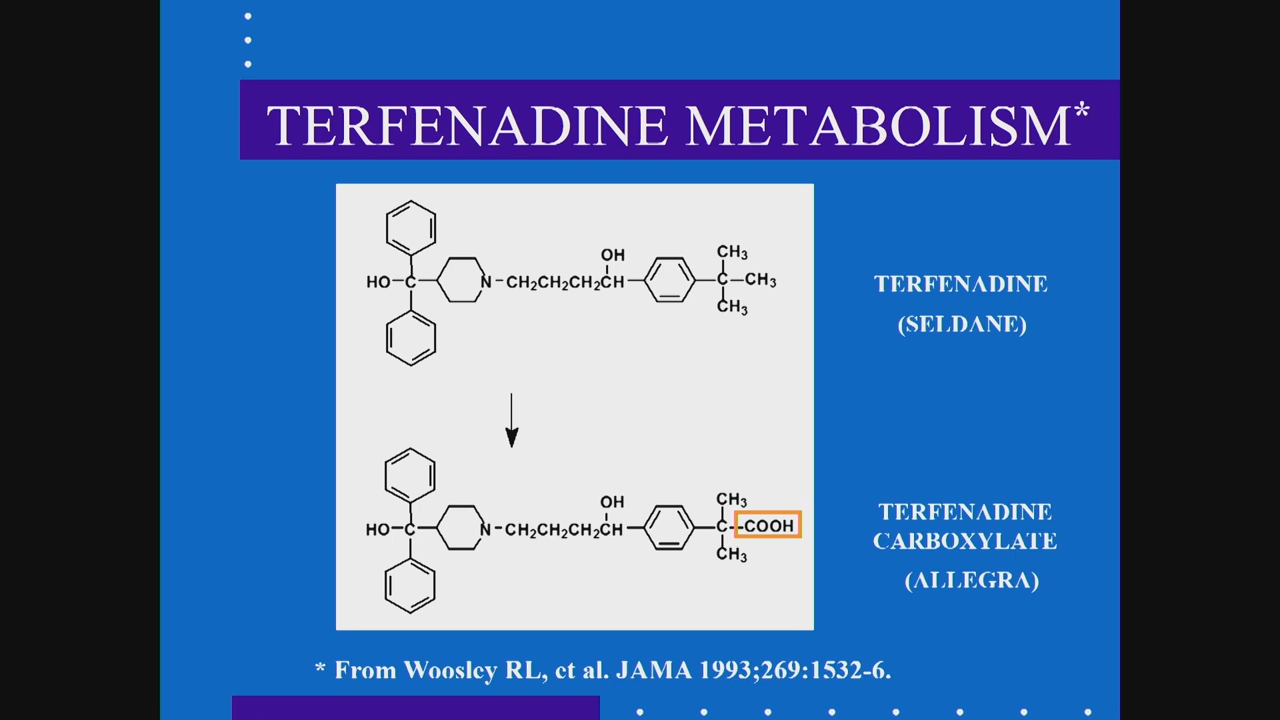 TERFENADINE METABOLISM*
OH
CH₃
HO-C
N-CH₂CH₂CH₂CH
C-CH₃
CH₃
TERFENADINE
(SELDANE)
OH
CH₃
HO-C
N-CH₂CH₂CH₂CH
C-COOH
CH₃
TERFENADINE
CARBOXYLATE
(ALLEGRA)
* From Woosley RL, et al. JAMA 1993;269:1532-6.